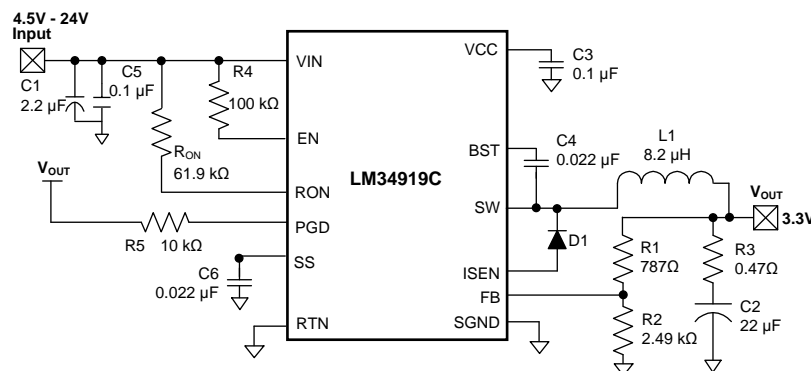 4.5V - 24V
Input
C1
2.2 µF
C5
0.1 µF
R4
100 kΩ
RON
61.9 kΩ
VOUT
R5
10 kΩ
C6
0.022 µF
VIN
EN
RON
PGD
SS
RTN
LM34919C
VCC
BST
SW
ISEN
FB
SGND
C3
0.1 µF
C4
0.022 µF
L1
8.2 µH
D1
VOUT
3.3V
R1
787Ω
R3
0.47Ω
R2
2.49 kΩ
C2
22 µF